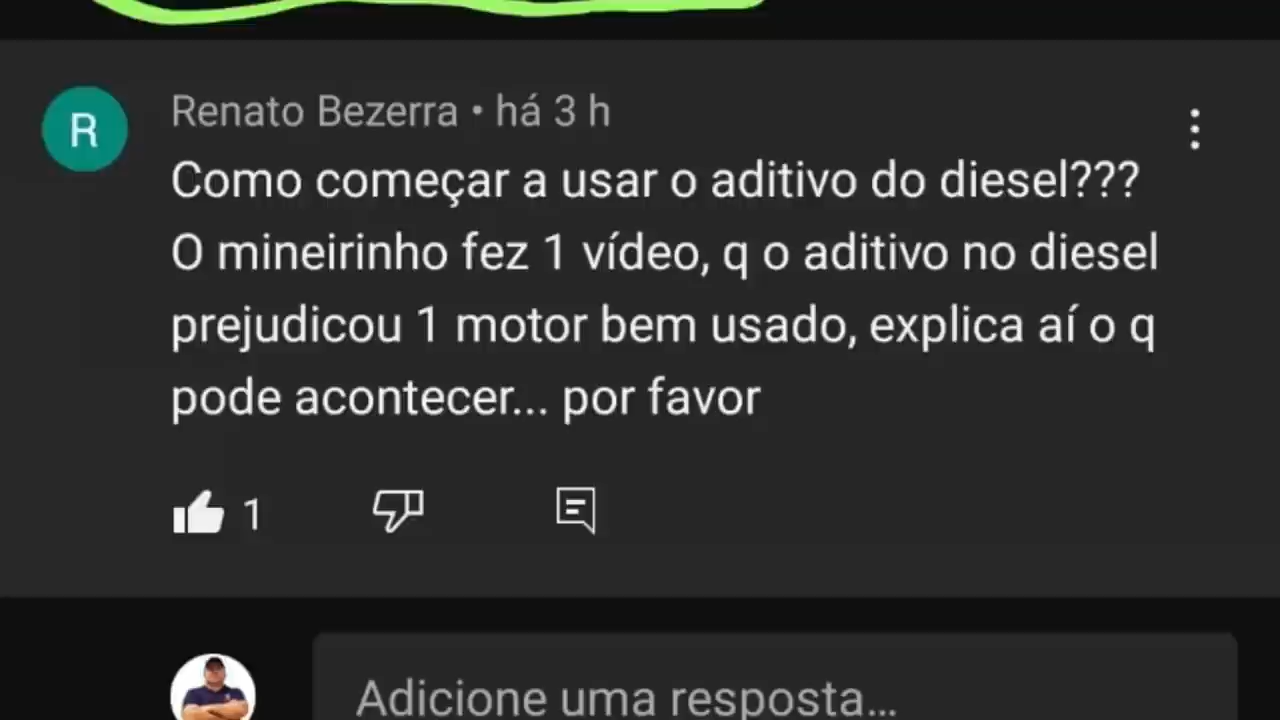 R
Renato Bezerra • há 3 h
Como começar a usar o aditivo do diesel???
O mineirinho fez 1 vídeo, q o aditivo no diesel
prejudicou 1 motor bem usado, explica aí o q
pode acontecer... por favor
1
Adicione uma resposta...